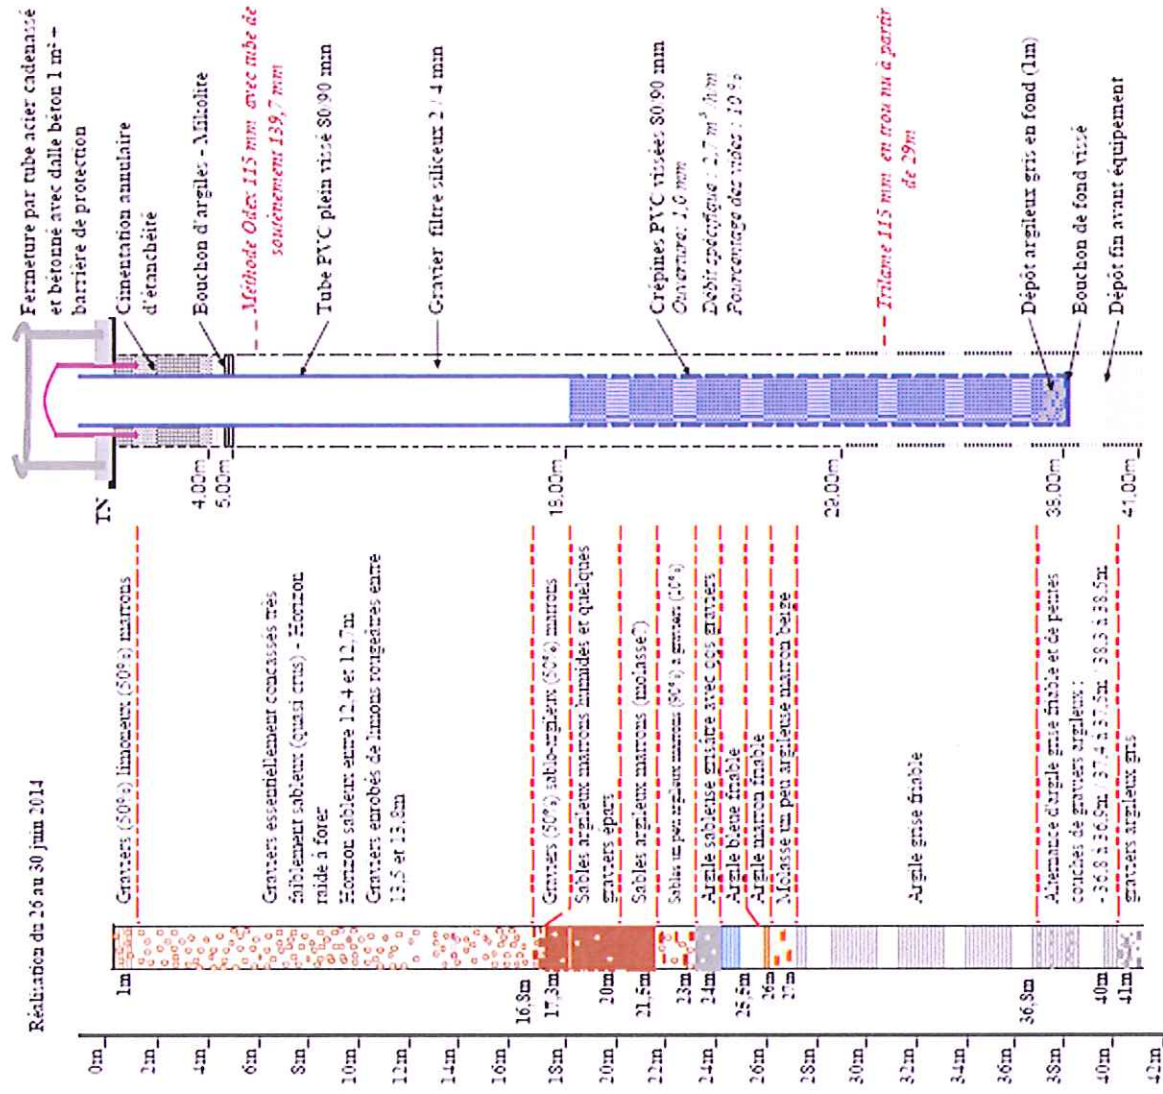 Réalisation du 26 au 30 juin 2014
0m
2m
4m
6m
8m
10m
12m
14m
16m
18m
20m
22m
24m
26m
28m
30m
32m
34m
36m
38m
40m
42m
1m
16,8m
17,3m
20m
21,5m
23m
24m
25,5m
26m
27m
36,8m
40m
41m
Graviers (50%) limoneux (50%) marrons
Graviers essentiellement concassés très
faiblement sableux (quasi crus) - Horizon
raide à forer
Horizon sableux entre 12,4 et 12,7m
Graviers enrobés de limons rougeâtres entre
13,5 et 13,8m
Graviers (50%) sablo-argileux (50%) marrons
Sables argileux marrons humides et quelques
graviers épars
Sables argileux marrons (molasse?)
Sables un peu argileux marrons (90%) à graviers (10%)
Argile sableuse grisâtre avec qqs graviers
Argile bleue friable
Argile marron friable
Molasse un peu argileuse marron beige
Argile grise friable
Alternance d'argile grise friable et de petites
couches de graviers argileux :
- 36.8 à 36.9m / 37.4 à 37.5m / 38.3 à 38.5m
graviers argileux gris
TN
4.00m
5.00m
18.00m
29.00m
38.00m
41.00m
Fermeture par tube acier cadenassé
et bétonné avec dalle béton 1 m² +
barrière de protection
Cimentation annulaire
d'étanchéité
Bouchon d'argiles - Mikolite
Méthode Odex 115 mm avec tube de
soutènement 139,7 mm
Tube PVC plein vissé 80/90 mm
Gravier filtre siliceux 2 / 4 mm
Crépines PVC vissées 80/90 mm
Ouverture: 1,0 mm
Débit spécifique : 2,7 m³ /h/m
Pourcentage des vides : 10 %
Trilame 115 mm en trou nu à partir
de 29m
Dépôt argileux gris en fond (1m)
Bouchon de fond vissé
Dépôt fin avant équipement